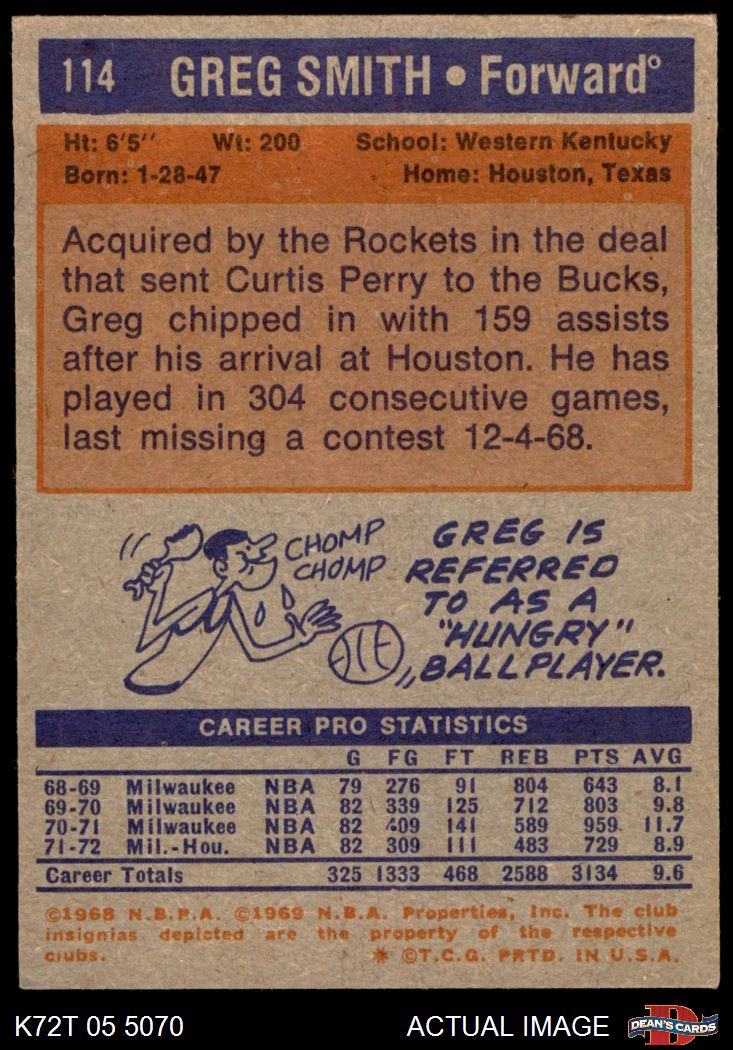 114 GREG SMITH • Forward°
Ht: 6'5'' Wt: 200 School: Western Kentucky
Born: 1-28-47 Home: Houston, Texas
Acquired by the Rockets in the deal
that sent Curtis Perry to the Bucks,
Greg chipped in with 159 assists
after his arrival at Houston. He has
played in 304 consecutive games,
last missing a contest 12-4-68.
CHOMP
CHOMP
GREG IS
REFERRED
TO AS A
"HUNGRY"
BALLPLAYER.
CAREER PRO STATISTICS
G FG FT REB PTS AVG
68-69 Milwaukee NBA 79 276 91 804 643 8.1
69-70 Milwaukee NBA 82 339 125 712 803 9.8
70-71 Milwaukee NBA 82 409 141 589 959 11.7
71-72 Mil.-Hou. NBA 82 309 111 483 729 8.9
Career Totals 325 1333 468 2588 3134 9.6
©1968 N.B.P.A. ©1969 N.B.A. Properties, Inc. The club
insignias depicted are the property of the respective
clubs. * ©T.C.G. PRTD. IN U.S.A.
K72T 05 5070 ACTUAL IMAGE D DEAN'S CARDS